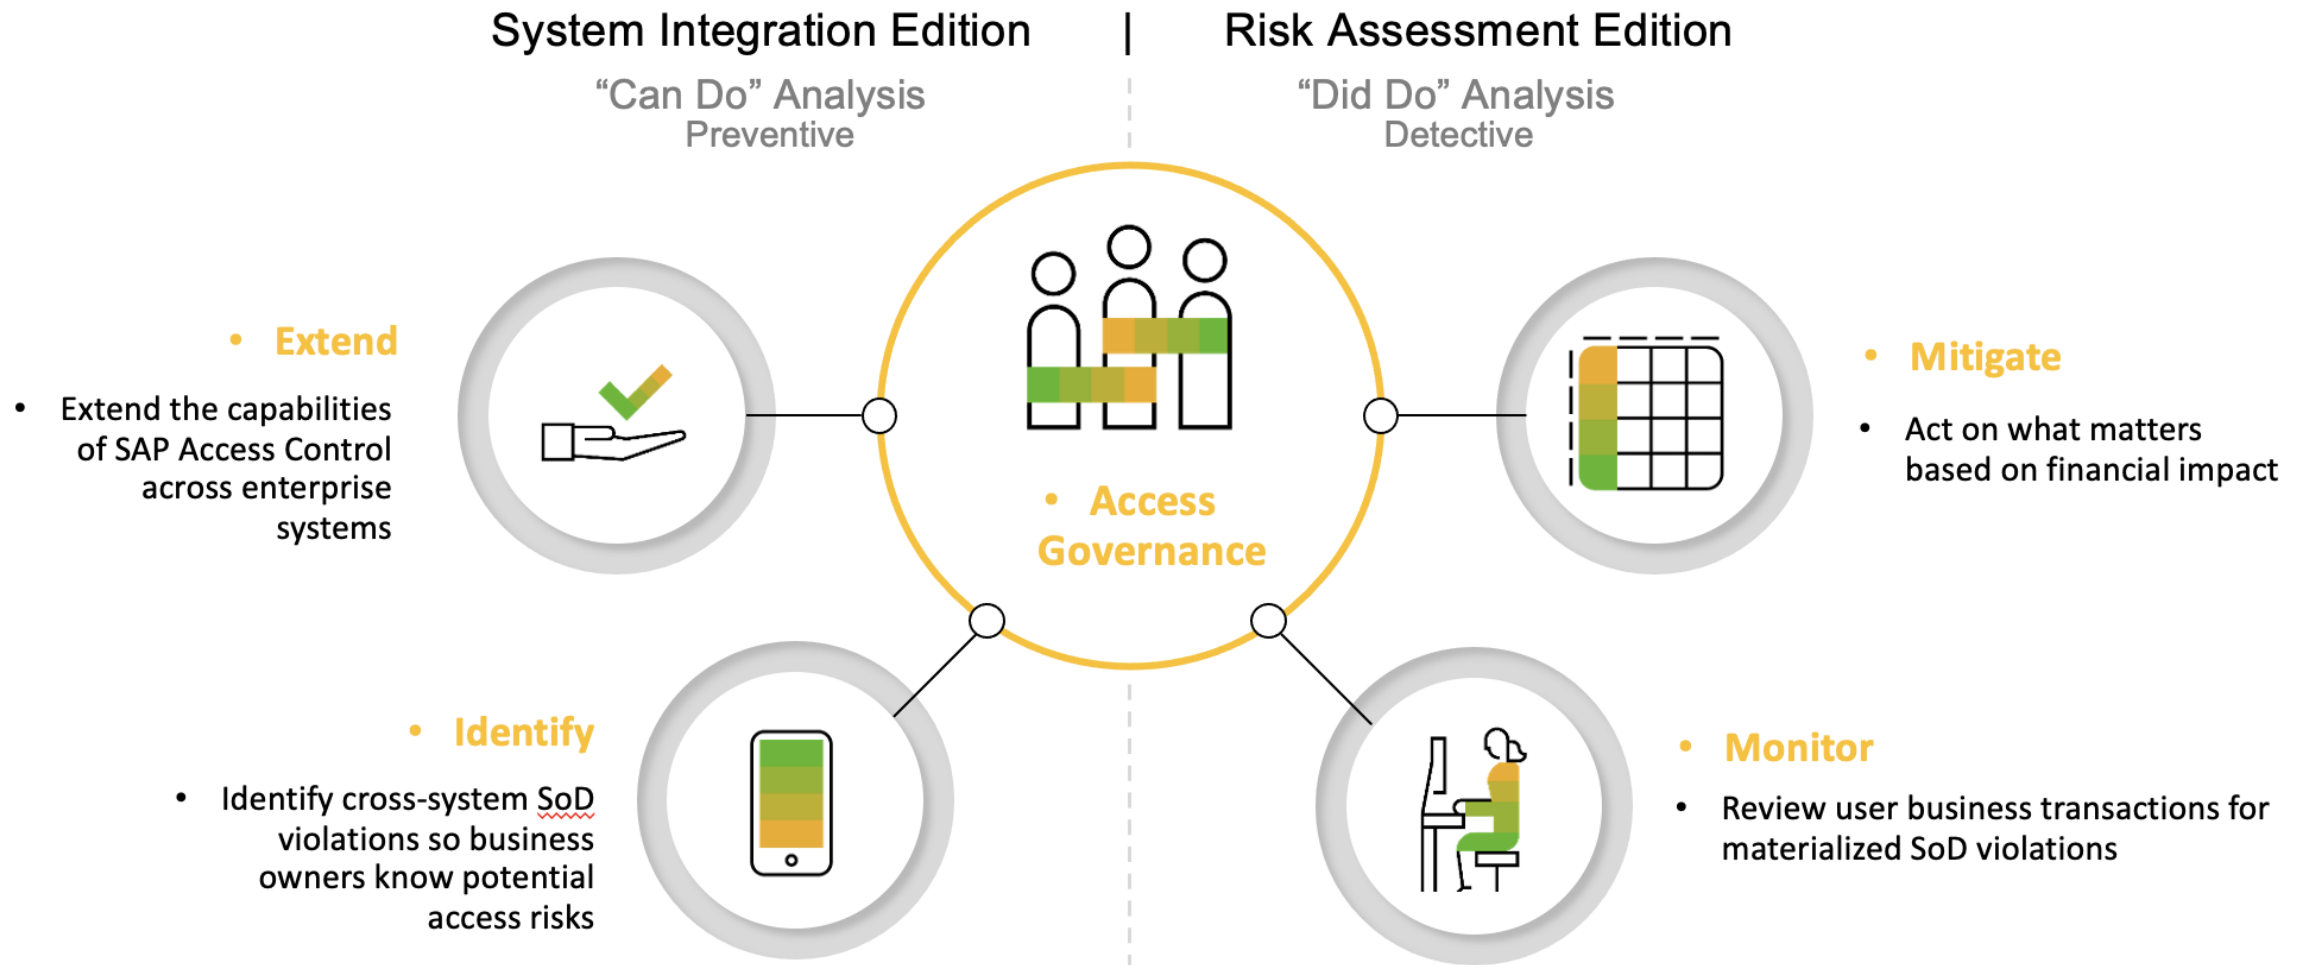 System Integration Edition | Risk Assessment Edition
“Can Do” Analysis
Preventive
“Did Do” Analysis
Detective
• Extend
• Extend the capabilities
of SAP Access Control
across enterprise
systems
• Access
Governance
• Mitigate
• Act on what matters
based on financial impact
• Identify
• Identify cross-system SoD
violations so business
owners know potential
access risks
• Monitor
• Review user business transactions for
materialized SoD violations